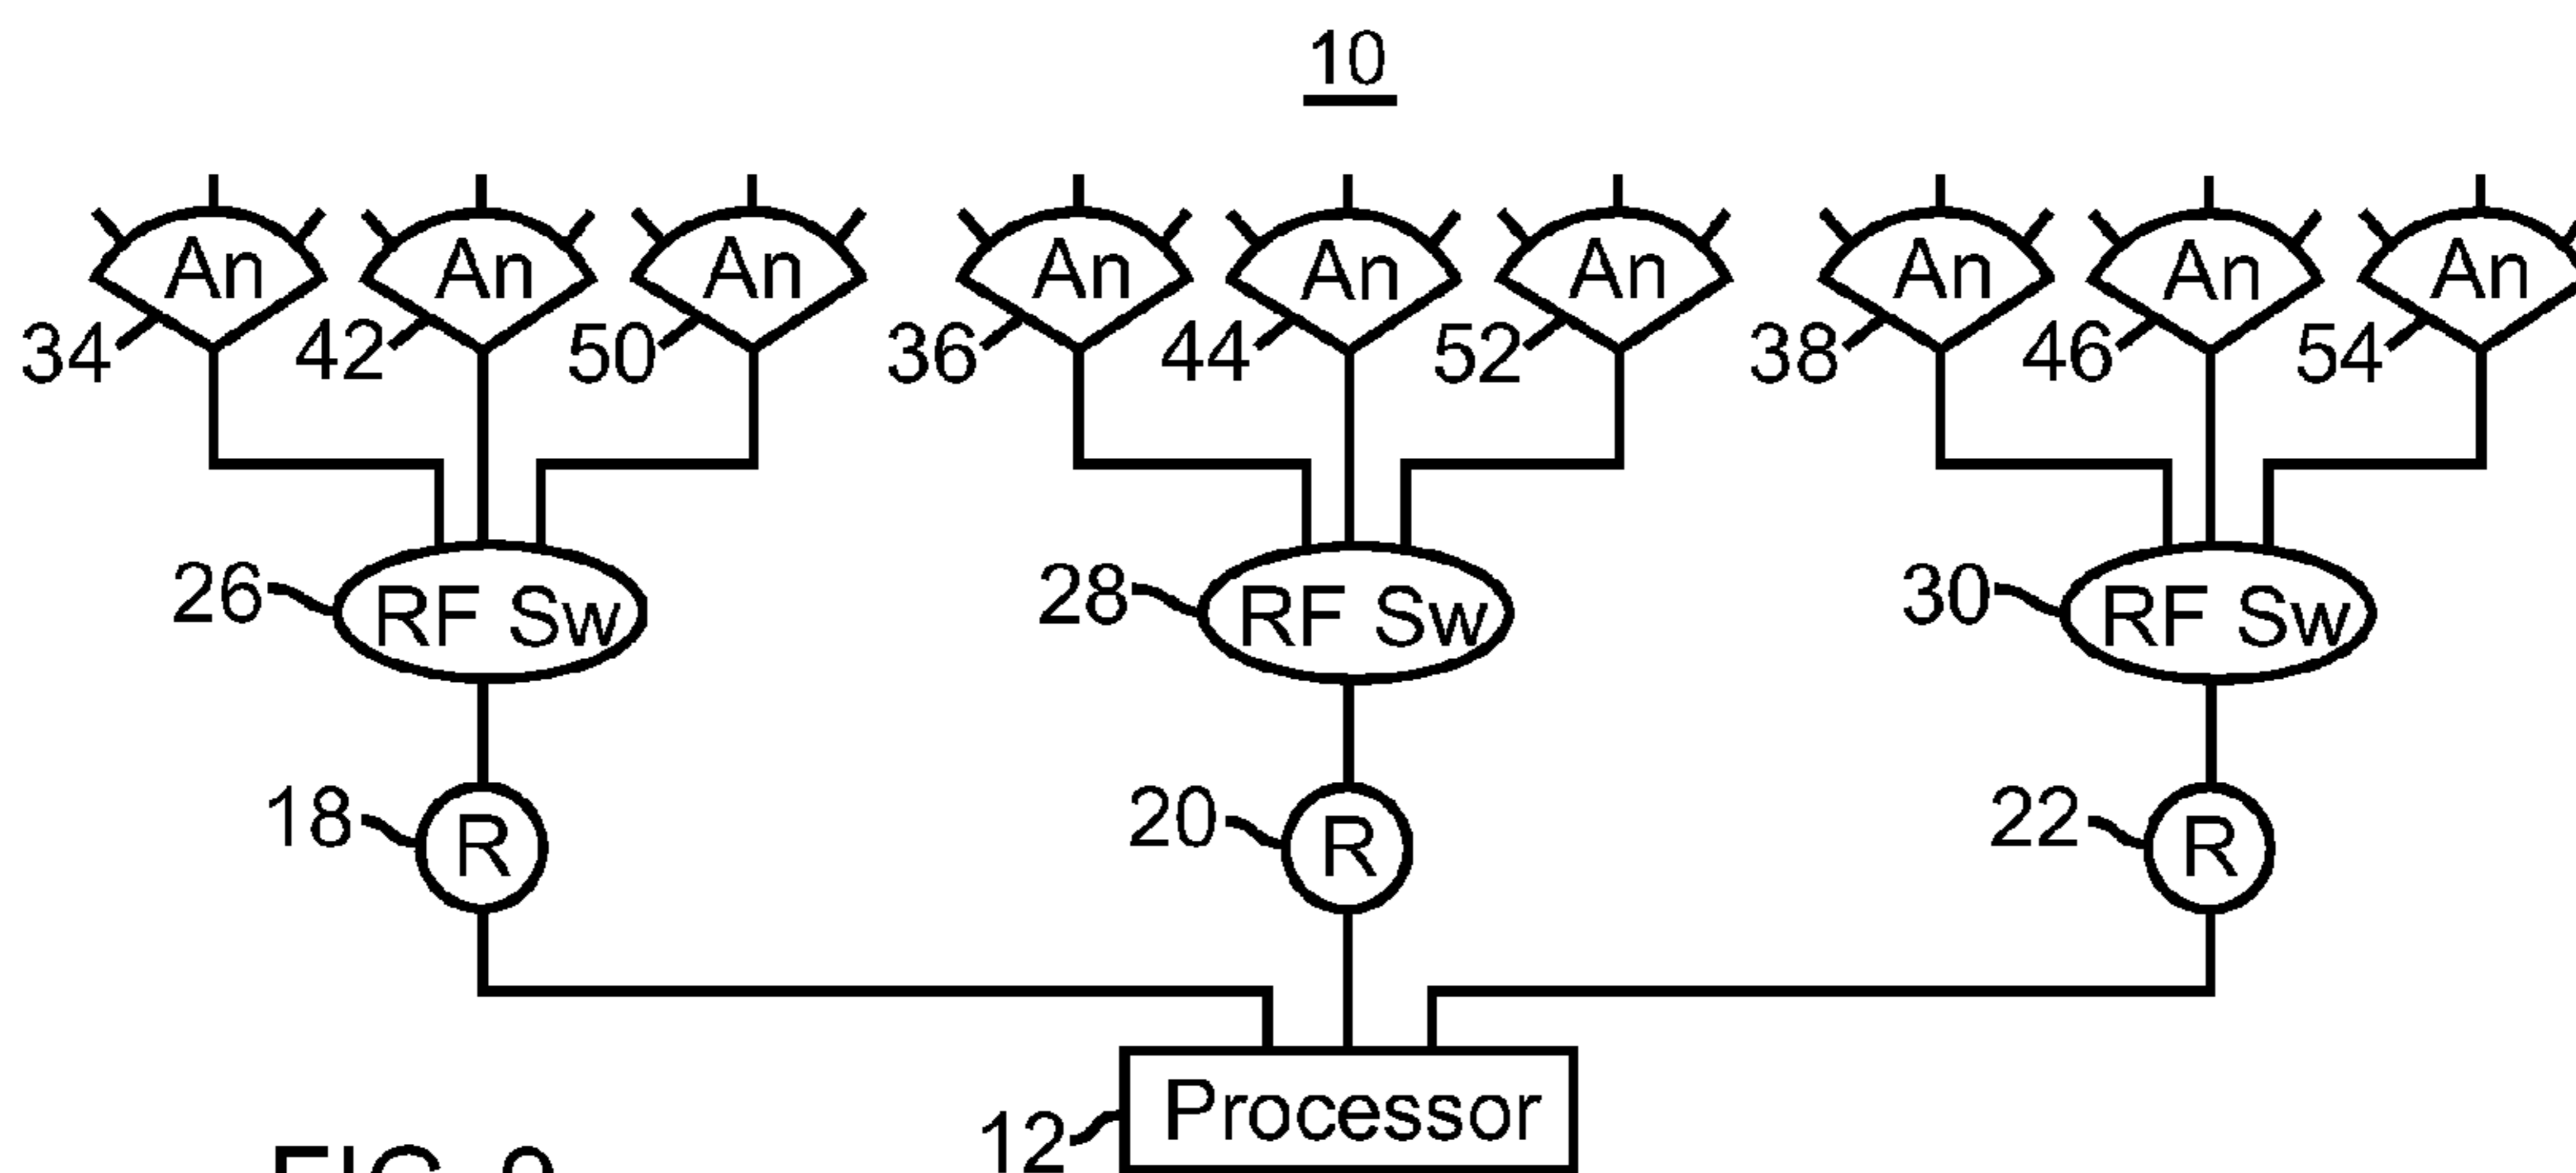 10
An An An An An An An An An
34 42 50 36 44 52 38 46 54
26 RF Sw 28 RF Sw 30 RF Sw
18 R 20 R 22 R
12 Processor
FIG.